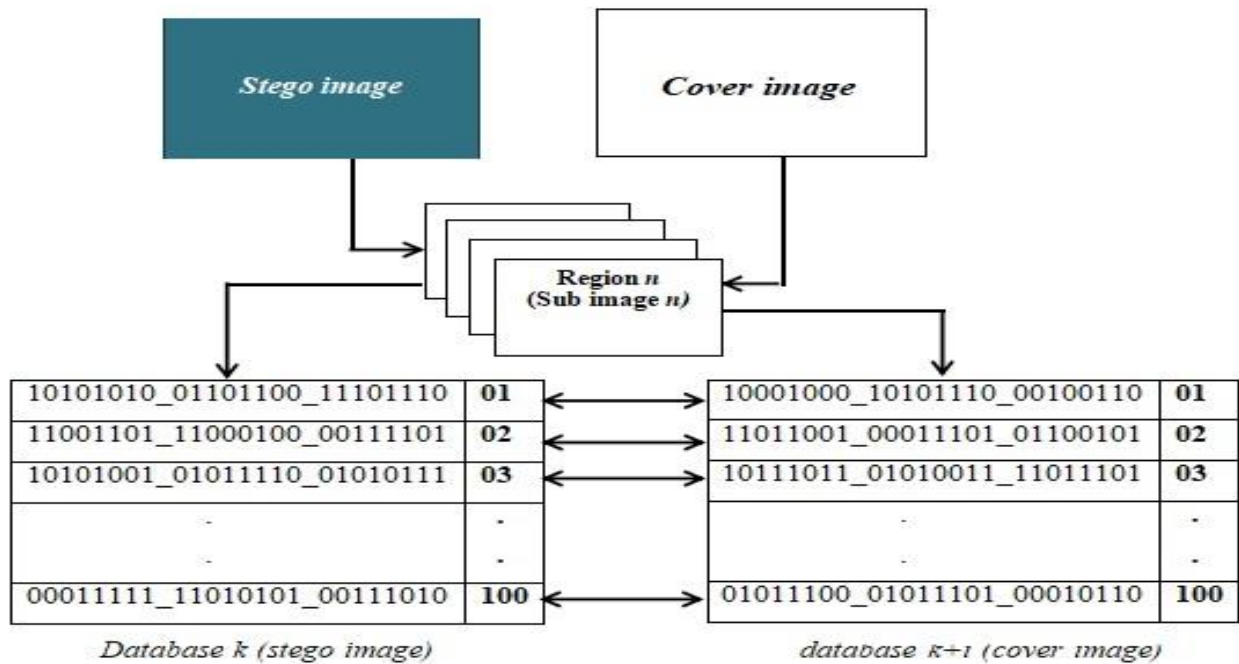 Stego image
Cover image
Region n
(Sub image n)
10101010_01101100_11101110 01
11001101_11000100_00111101 02
10101001_01011110_01010111 03
. .
. .
00011111_11010101_00111010 100
10001000_10101110_00100110 01
11011001_00011101_01100101 02
10111011_01010011_11011101 03
. .
. .
01011100_01011101_00010110 100
Database k (stego image)
database k+1 (cover image)